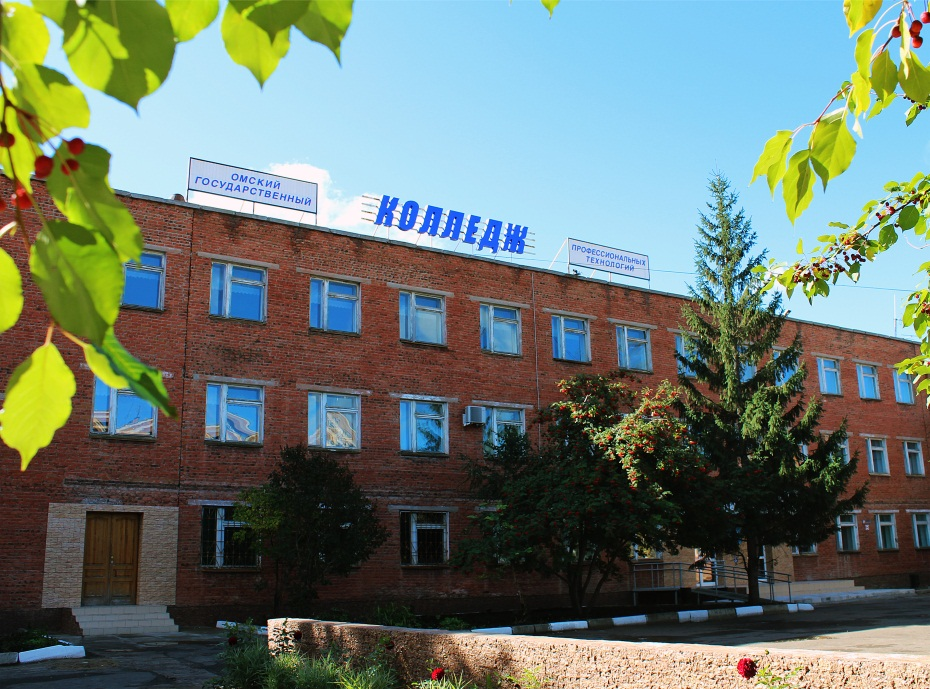 ОМСКИЙ
ГОСУДАРСТВЕННЫЙ
КОЛЛЕДЖ
ПРОФЕССИОНАЛЬНЫХ
ТЕХНОЛОГИЙ